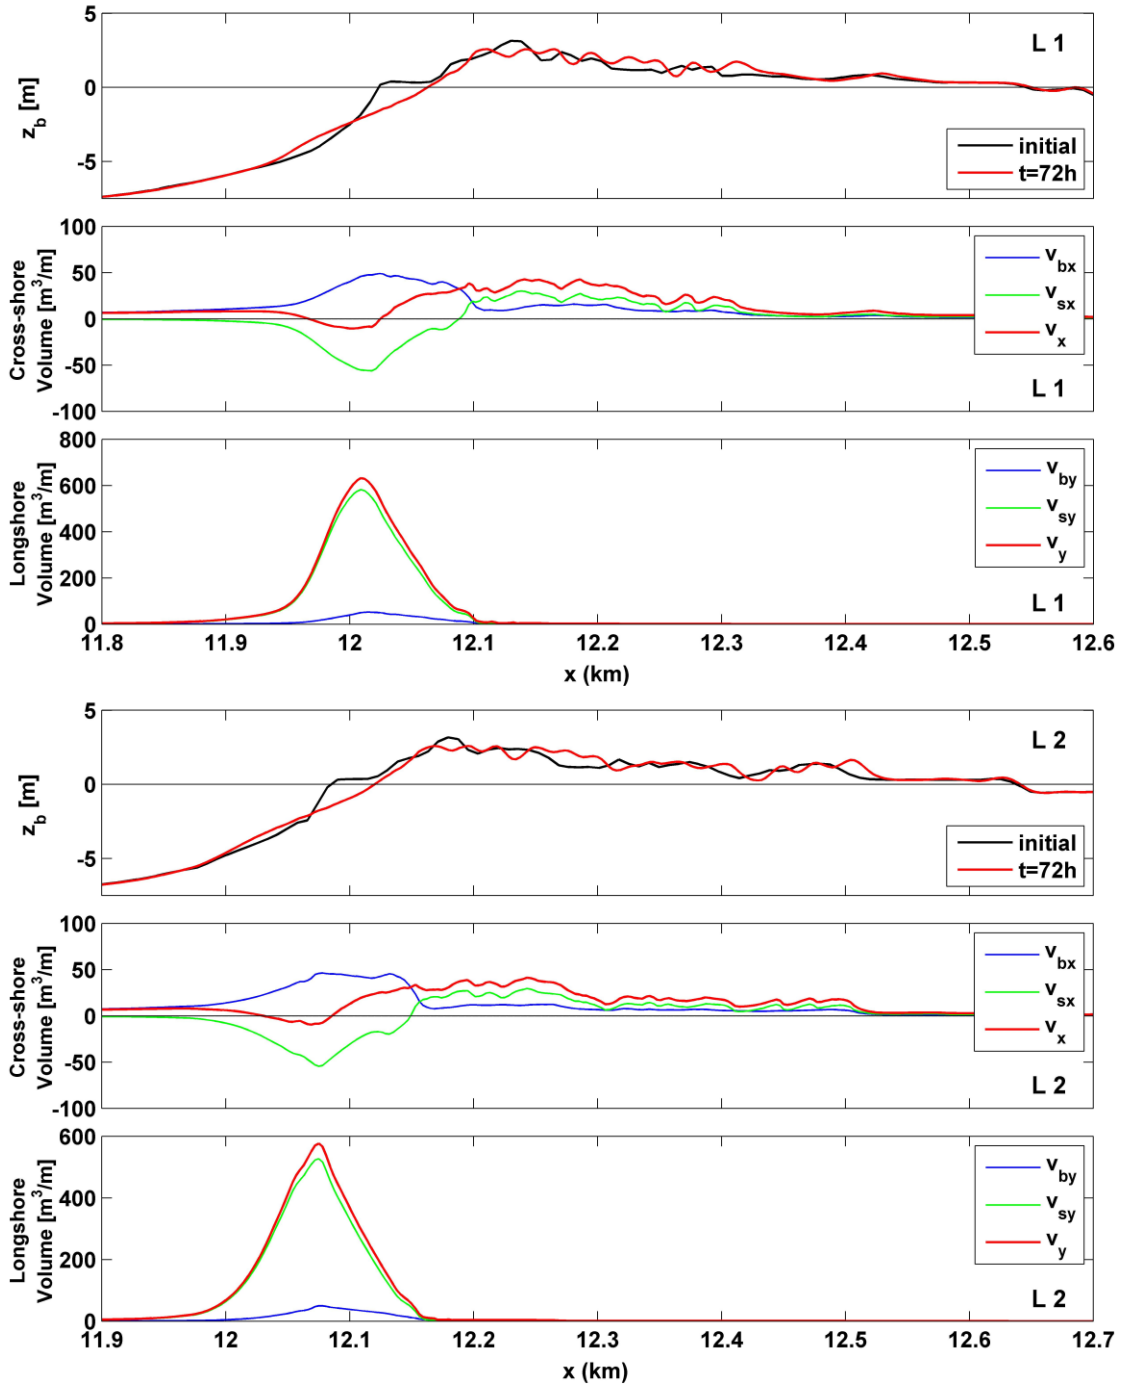 5
0
-5
z_b [m]
L 1
initial
t=72h
100
50
0
-50
-100
Cross-shore
Volume [m³/m]
v_bx
v_sx
v_x
L 1
800
600
400
200
0
Longshore
Volume [m³/m]
v_by
v_sy
v_y
L 1
11.8 11.9 12 12.1 12.2 12.3 12.4 12.5 12.6
x (km)
5
0
-5
z_b [m]
L 2
initial
t=72h
100
50
0
-50
-100
Cross-shore
Volume [m³/m]
v_bx
v_sx
v_x
L 2
600
400
200
0
Longshore
Volume [m³/m]
v_by
v_sy
v_y
L 2
11.9 12 12.1 12.2 12.3 12.4 12.5 12.6 12.7
x (km)